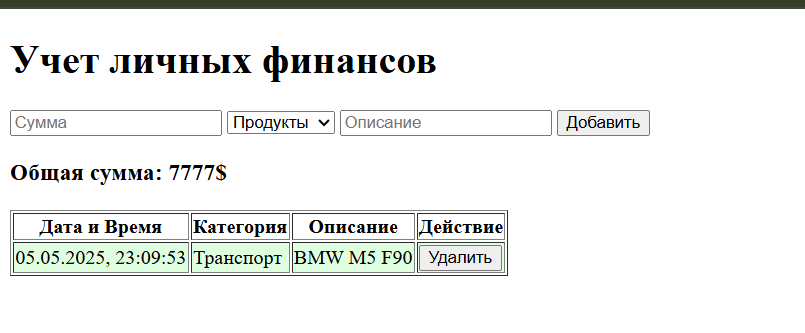 Учет личных финансов
Сумма Продукты Описание Добавить
Общая сумма: 7777$
Дата и Время Категория Описание Действие
05.05.2025, 23:09:53 Транспорт BMW M5 F90 Удалить